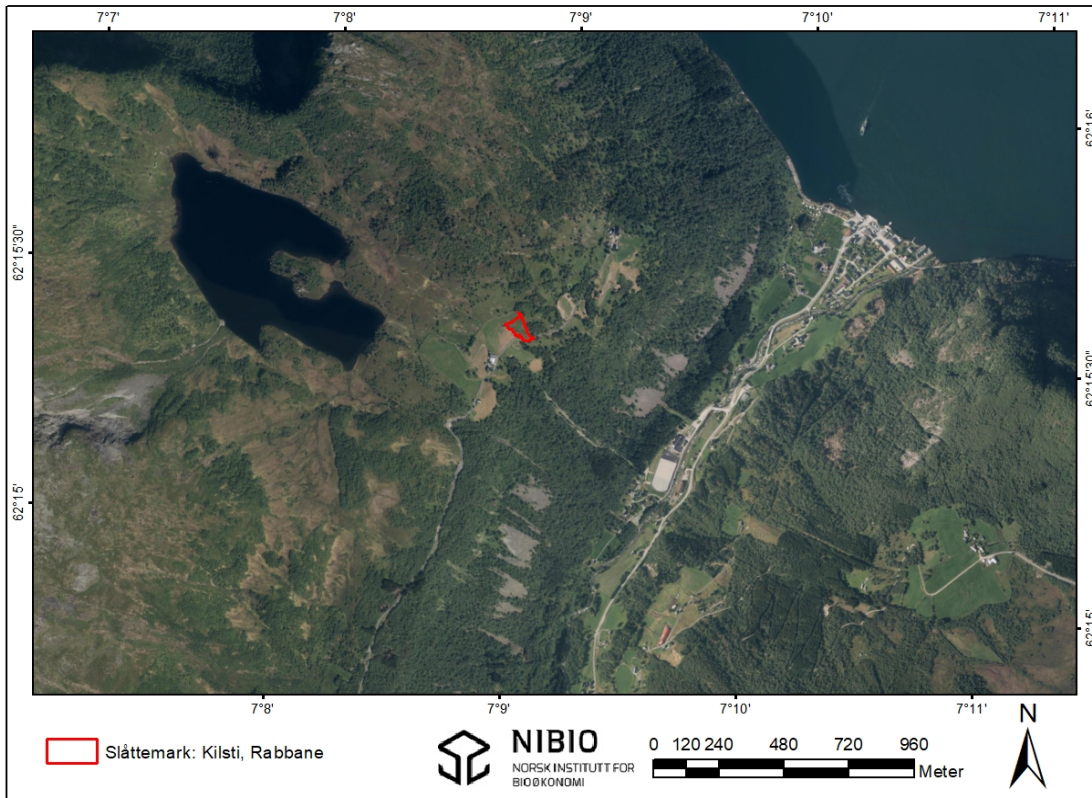 7°7' 7°8' 7°9' 7°10' 7°11'
62°16'
62°15'30"
62°15'30"
62°15'
62°15'
7°8' 7°9' 7°10' 7°11'
Slåttemark: Kilsti, Rabbane
NIBIO
NORSK INSTITUTT FOR
BIOØKONOMI
0 120 240 480 720 960
Meter
N